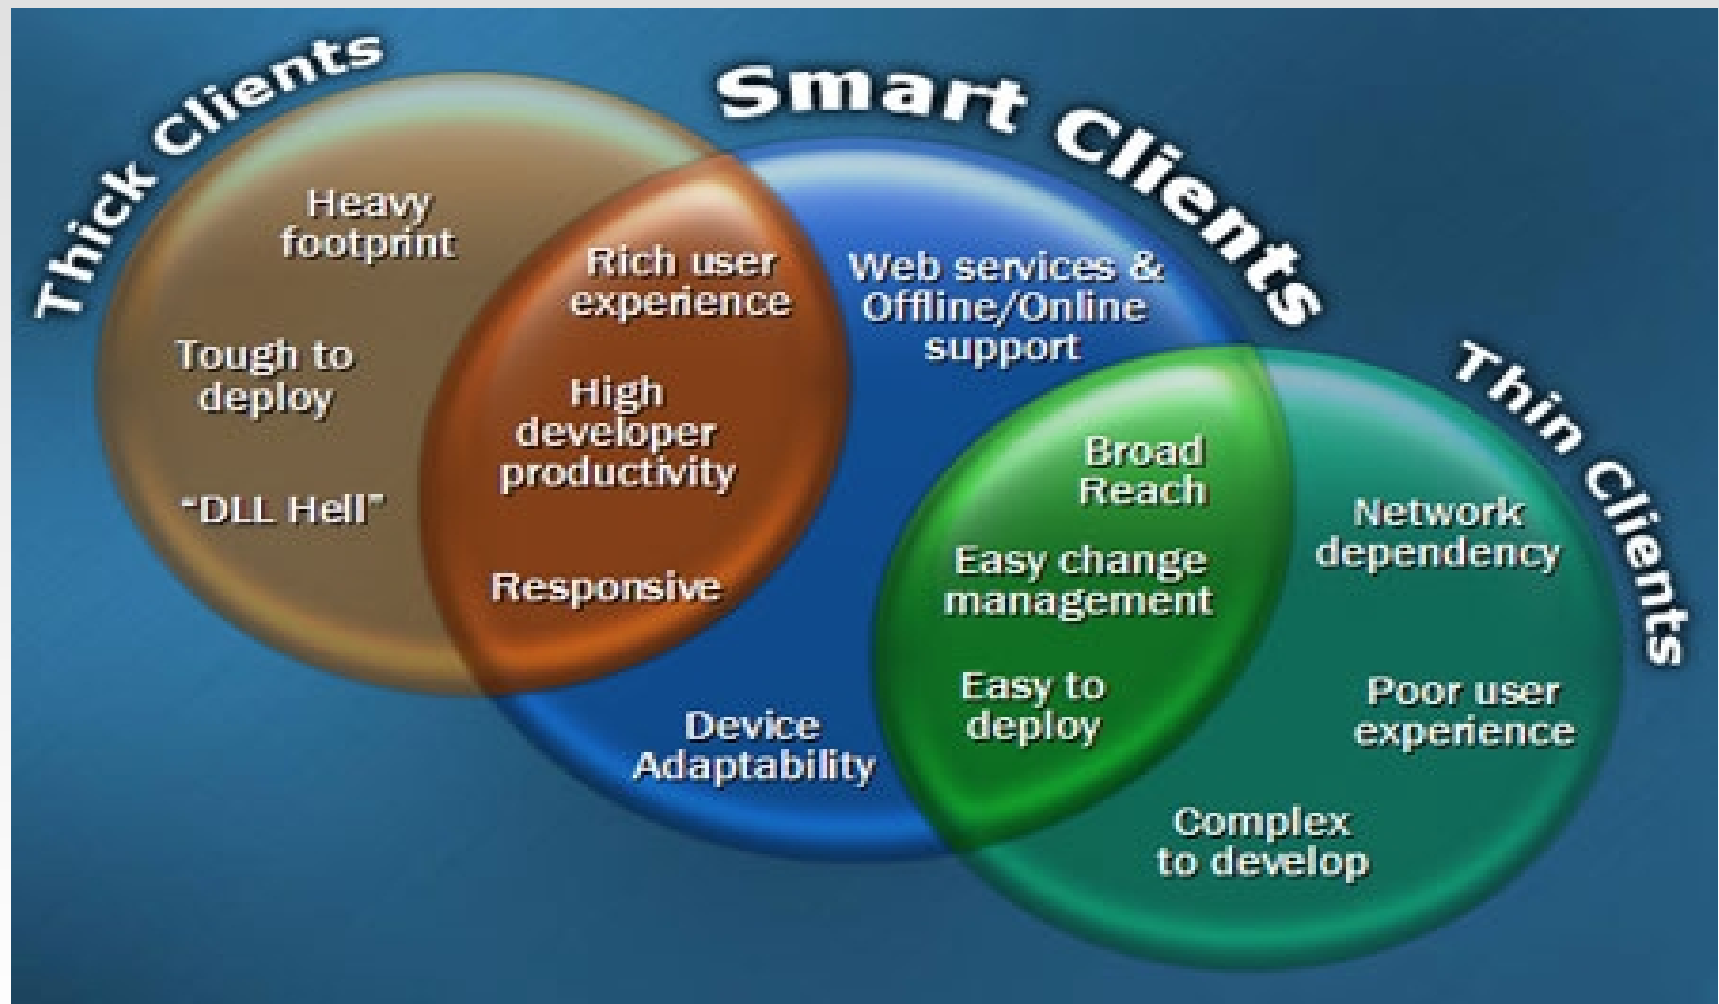 Thick Clients
Smart Clients
Thin Clients
Heavy
footprint
Tough to
deploy
“DLL Hell”
Rich user
experience
High
developer
productivity
Responsive
Web services &
Offline/Online
support
Device
Adaptability
Broad
Reach
Easy change
management
Easy to
deploy
Network
dependency
Poor user
experience
Complex
to develop